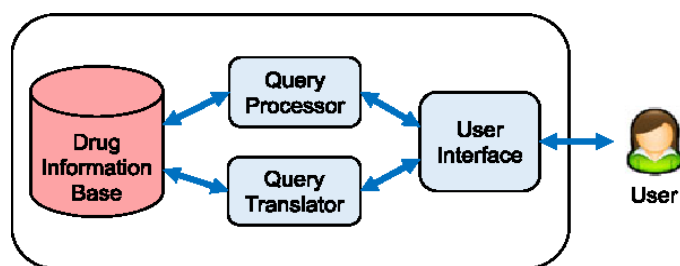 Drug
Information
Base
Query
Processor
Query
Translator
User
Interface
User